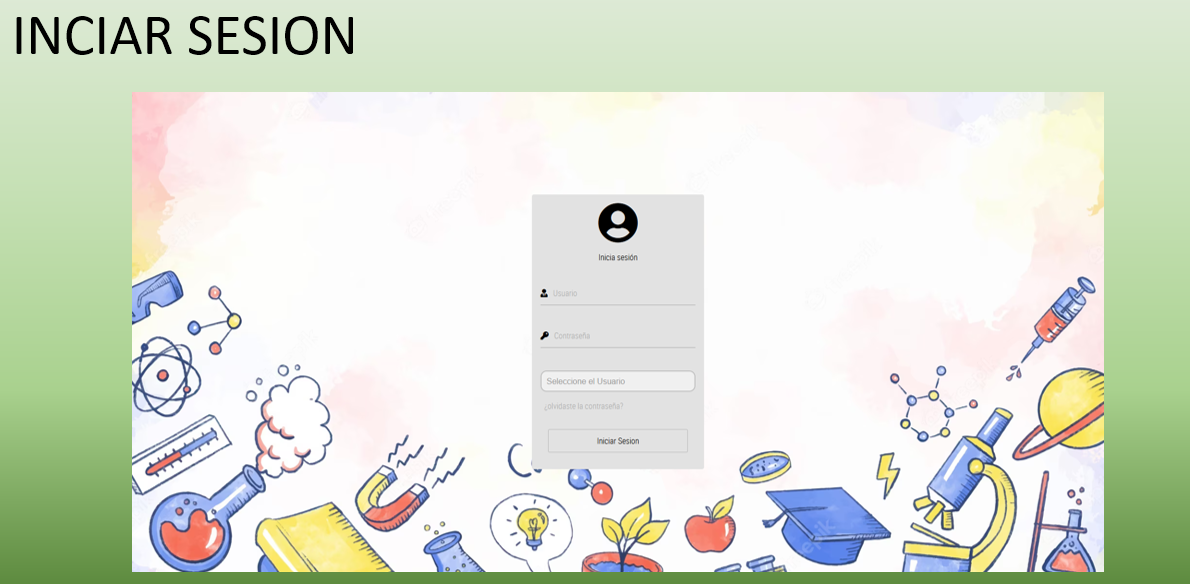 INCIAR SESION
Inicia sesión
Usuario
Contraseña
Seleccione el Usuario
¿olvidaste la contraseña?
Iniciar Sesion